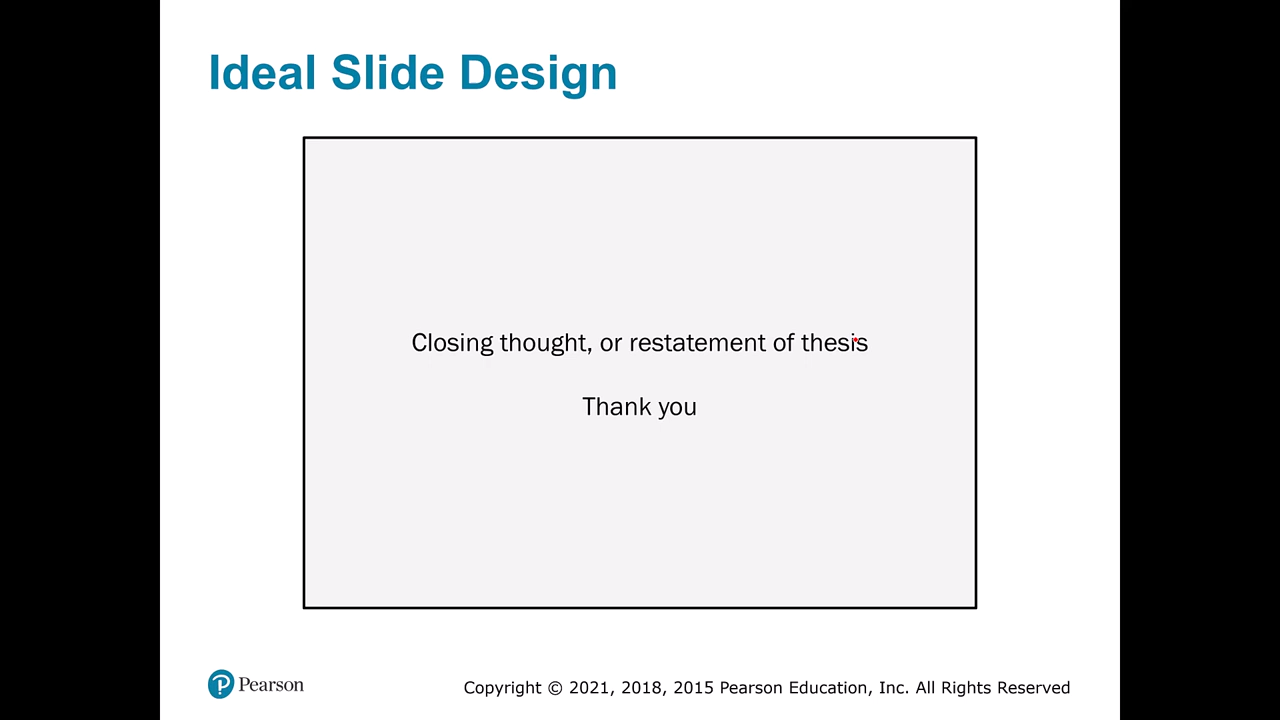 Ideal Slide Design
Closing thought, or restatement of thesis
Thank you
Pearson
Copyright © 2021, 2018, 2015 Pearson Education, Inc. All Rights Reserved